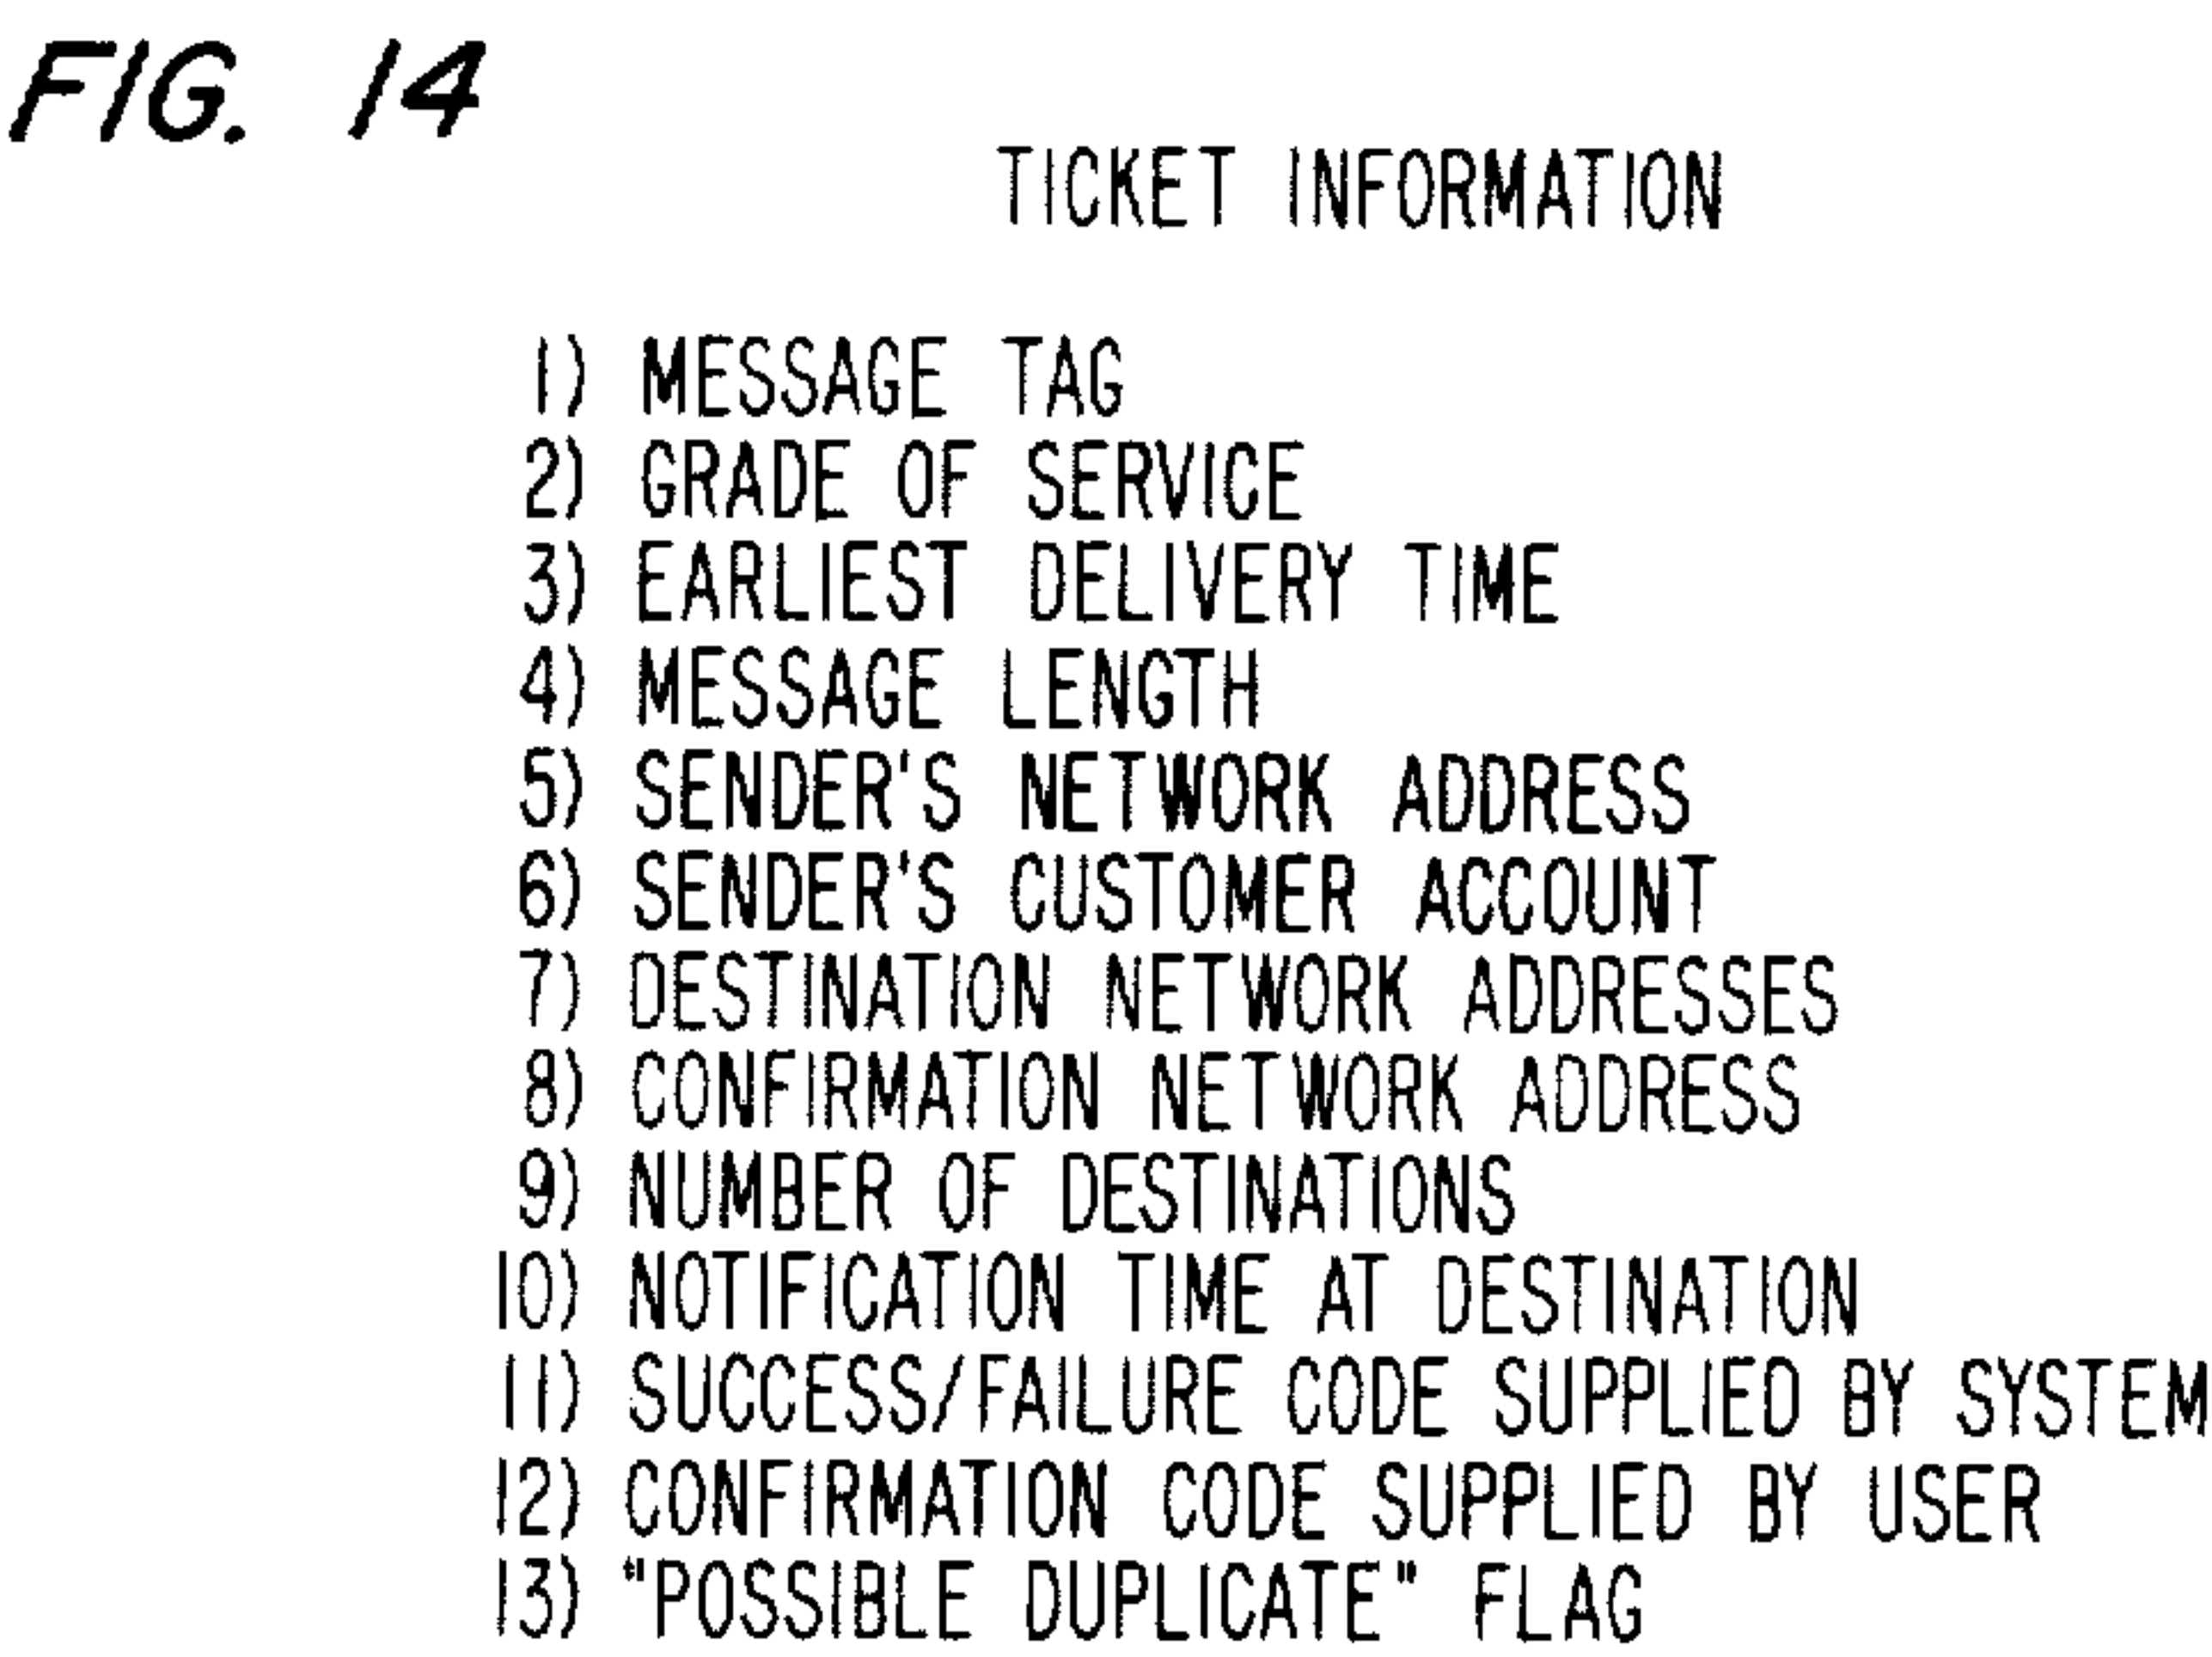 FIG. 14
TICKET INFORMATION
1) MESSAGE TAG
2) GRADE OF SERVICE
3) EARLIEST DELIVERY TIME
4) MESSAGE LENGTH
5) SENDER'S NETWORK ADDRESS
6) SENDER'S CUSTOMER ACCOUNT
7) DESTINATION NETWORK ADDRESSES
8) CONFIRMATION NETWORK ADDRESS
9) NUMBER OF DESTINATIONS
10) NOTIFICATION TIME AT DESTINATION
11) SUCCESS/FAILURE CODE SUPPLIED BY SYSTEM
12) CONFIRMATION CODE SUPPLIED BY USER
13) "POSSIBLE DUPLICATE" FLAG